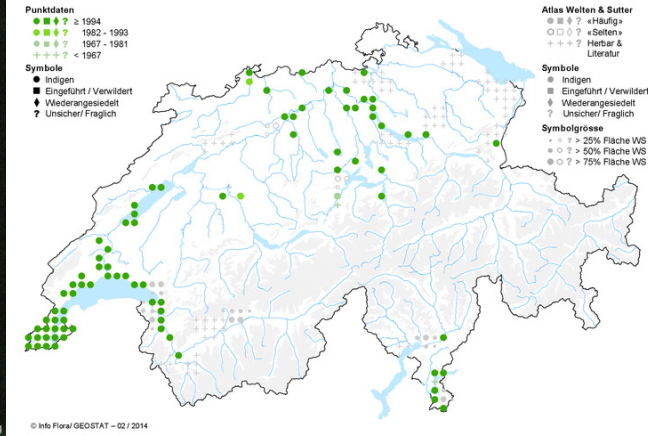 Punktdaten
? ≥ 1994
? 1982 - 1993
? 1967 - 1981
< 1967
Symbole
Indigen
Eingeführt / Verwildert
Wiederangesiedelt
? Unsicher/ Fraglich
Atlas Welten & Sutter
? «Häufig»
? «Selten»
Herbar &
Literatur
Symbole
Indigen
Eingeführt / Verwildert
Wiederangesiedelt
? Unsicher/ Fraglich
Symbolgrösse
? > 25% Fläche WS
? > 50% Fläche WS
? > 75% Fläche WS
© Info Flora/ GEOSTAT – 02 / 2014